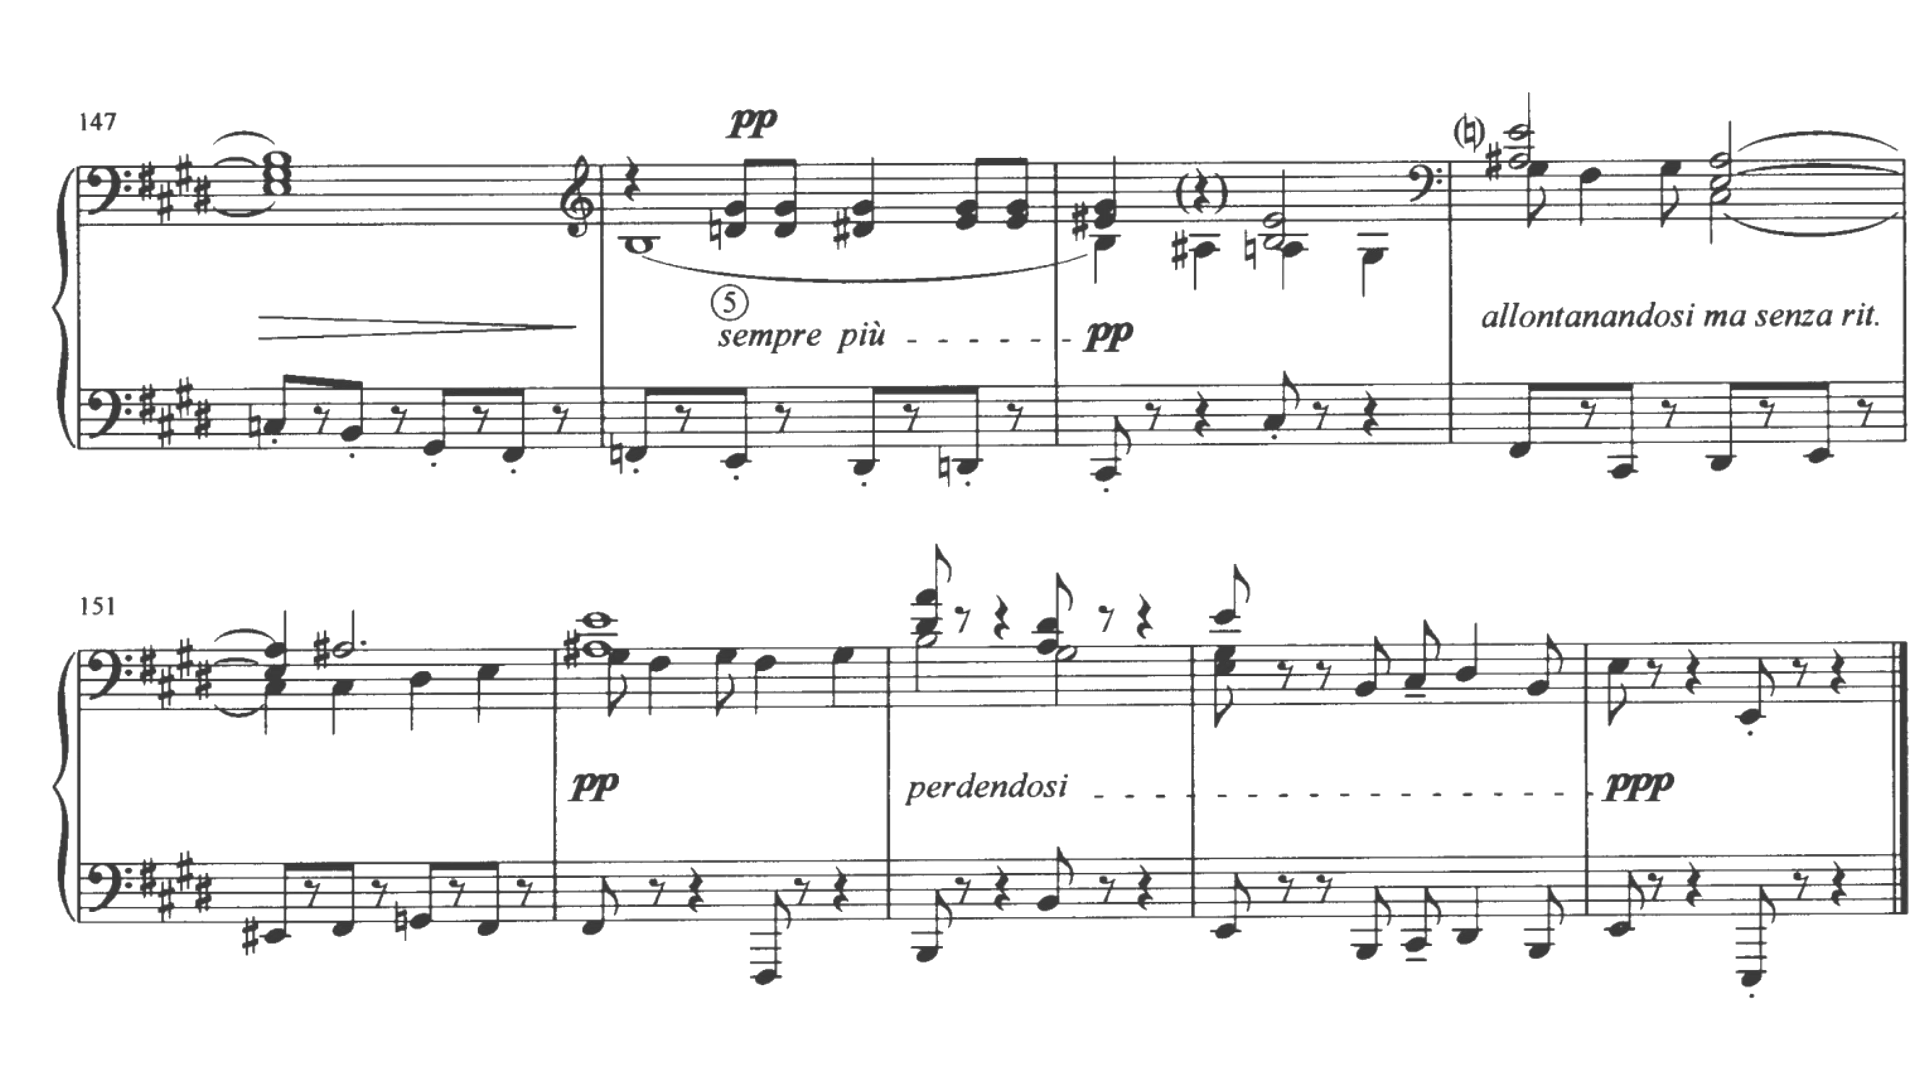 147
pp
5
sempre più - - - - - - pp
allontanandosi ma senza rit.
151
pp
perdendosi - - - - - - - - - - - - - - - - ppp